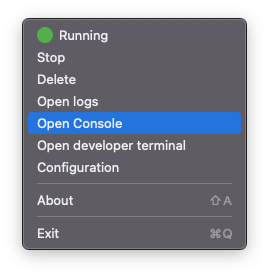 Running
Stop
Delete
Open logs
Open Console
Open developer terminal
Configuration
About ⇧ A
Exit ⌘ Q